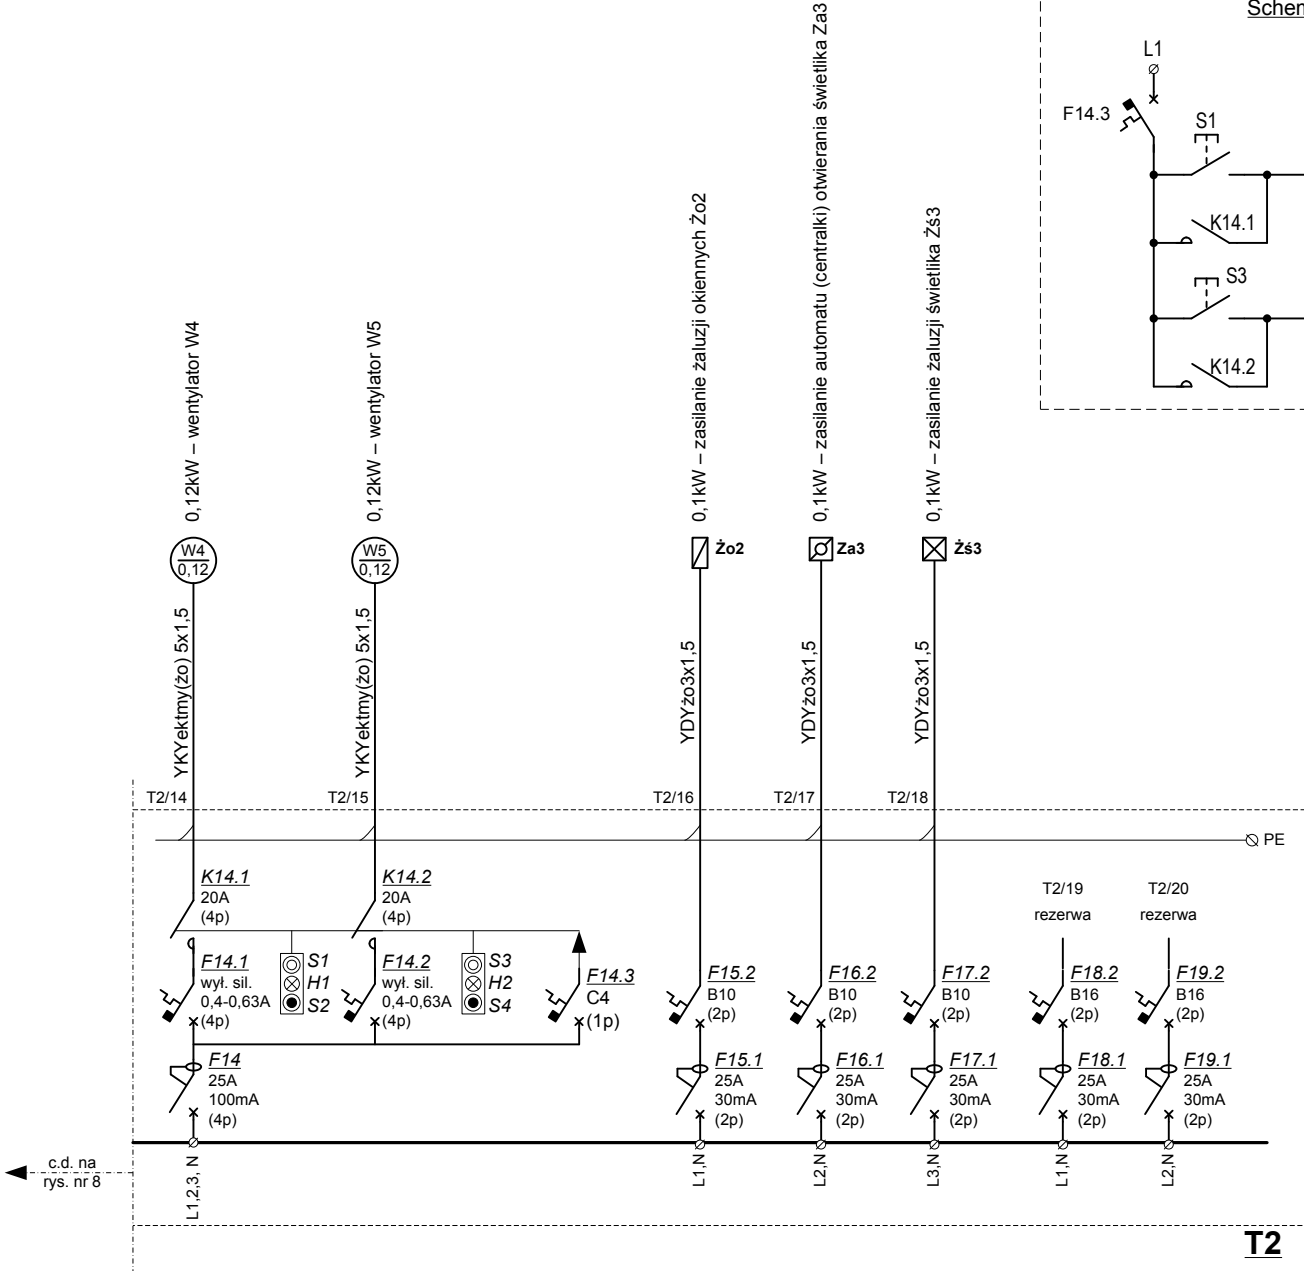 Schem
L1
F14.3
S1
K14.1
S3
K14.2
0,12kW – wentylator W4
0,12kW – wentylator W5
0,1kW – zasilanie żaluzji okiennych Żo2
0,1kW – zasilanie automatu (centralki) otwierania świetlika Za3
0,1kW – zasilanie żaluzji świetlika Żś3
W4
0,12
W5
0,12
Żo2
Za3
Żś3
YKYektmy(żo) 5x1,5
YKYektmy(żo) 5x1,5
YDYżo3x1,5
YDYżo3x1,5
YDYżo3x1,5
T2/14
T2/15
T2/16
T2/17
T2/18
PE
K14.1
20A
(4p)
K14.2
20A
(4p)
T2/19
rezerwa
T2/20
rezerwa
F14.1
wył. sil.
0,4-0,63A
(4p)
S1
H1
S2
F14.2
wył. sil.
0,4-0,63A
(4p)
S3
H2
S4
F14.3
C4
(1p)
F15.2
B10
(2p)
F16.2
B10
(2p)
F17.2
B10
(2p)
F18.2
B16
(2p)
F19.2
B16
(2p)
F14
25A
100mA
(4p)
F15.1
25A
30mA
(2p)
F16.1
25A
30mA
(2p)
F17.1
25A
30mA
(2p)
F18.1
25A
30mA
(2p)
F19.1
25A
30mA
(2p)
c.d. na
rys. nr 8
L1,2,3, N
L1,N
L2,N
L3,N
L1,N
L2,N
T2